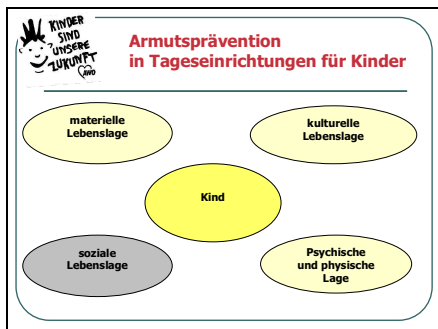 KINDER
SIND
UNSERE
ZUKUNFT
AWO
Armutsprävention
in Tageseinrichtungen für Kinder
materielle
Lebenslage
kulturelle
Lebenslage
Kind
soziale
Lebenslage
Psychische
und physische
Lage